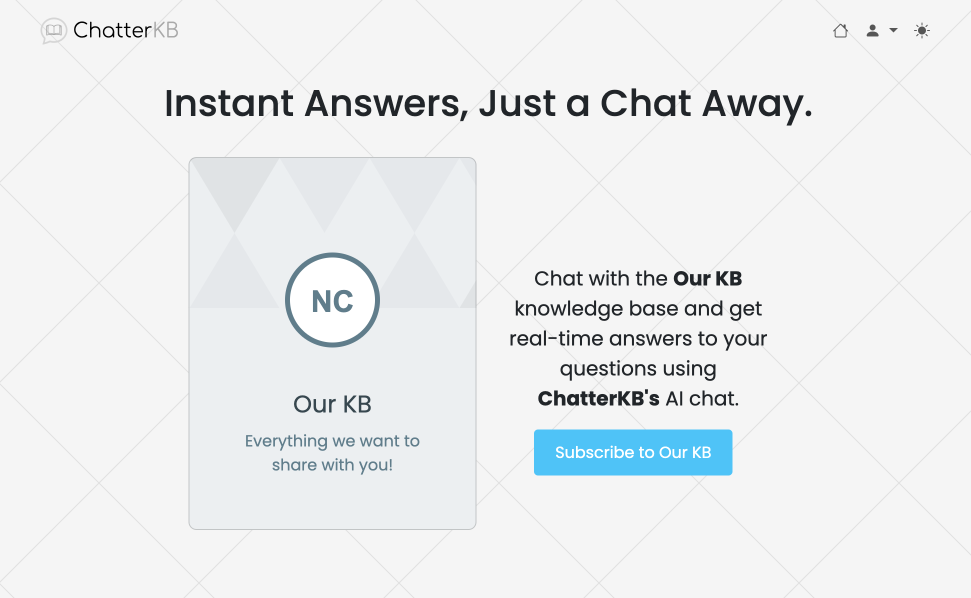 ChatterKB
Instant Answers, Just a Chat Away.
NC
Our KB
Everything we want to
share with you!
Chat with the Our KB
knowledge base and get
real-time answers to your
questions using
ChatterKB's AI chat.
Subscribe to Our KB